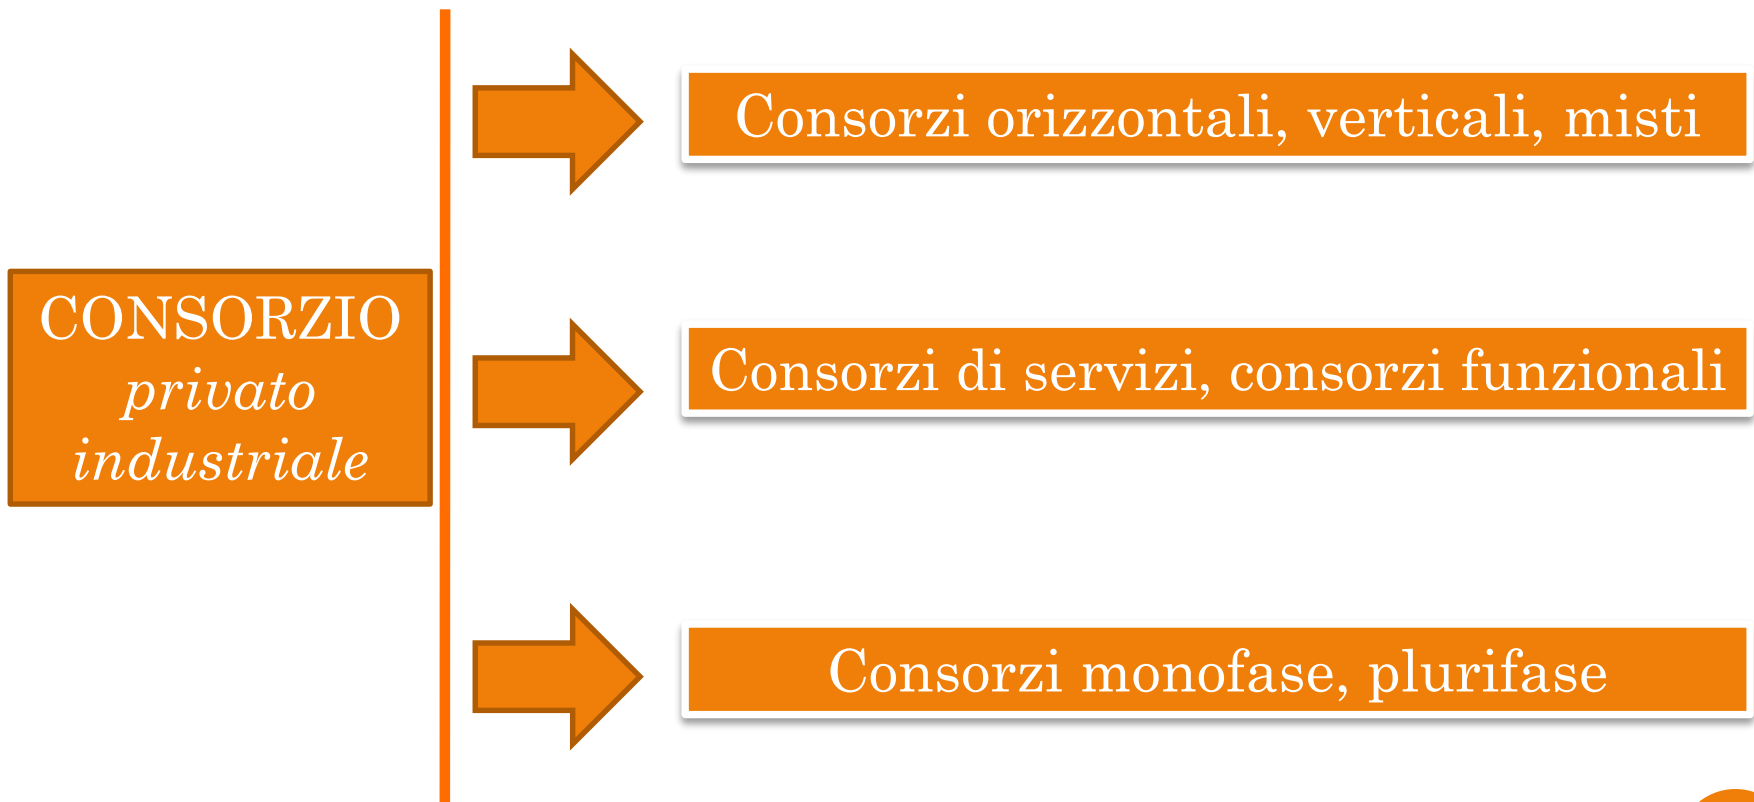 CONSORZIO
privato
industriale
Consorzi orizzontali, verticali, misti
Consorzi di servizi, consorzi funzionali
Consorzi monofase, plurifase